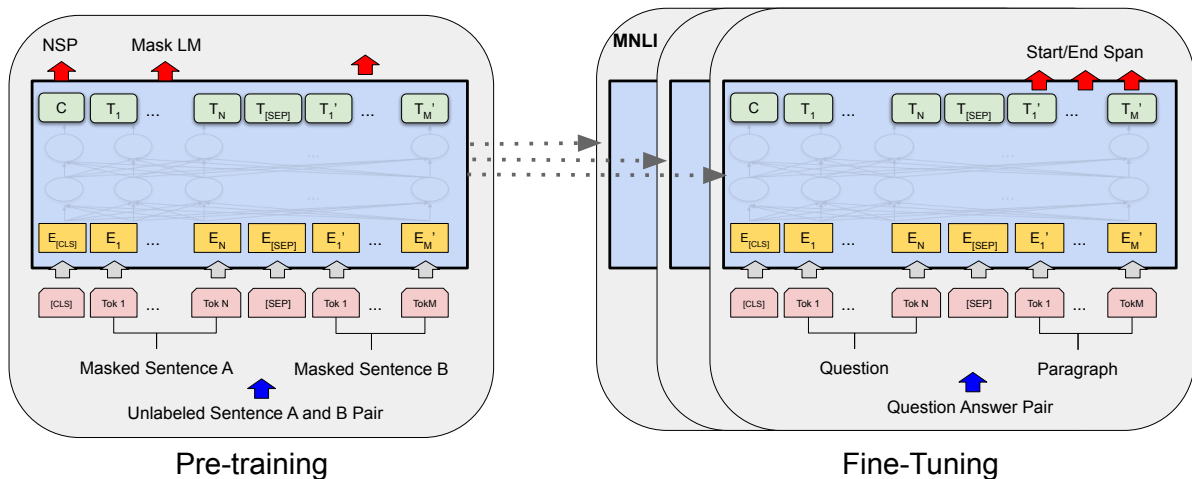 NSP Mask LM
C T1 ... TN T[SEP] T1' ... TM'
...
...
E[CLS] E1 ... EN E[SEP] E1' ... EM'
[CLS] Tok 1 ... Tok N [SEP] Tok 1 ... TokM
Masked Sentence A Masked Sentence B
Unlabeled Sentence A and B Pair
Pre-training
MNLI
Start/End Span
C T1 ... TN T[SEP] T1' ... TM'
...
...
E[CLS] E1 ... EN E[SEP] E1' ... EM'
[CLS] Tok 1 ... Tok N [SEP] Tok 1 ... TokM
Question Paragraph
Question Answer Pair
Fine-Tuning